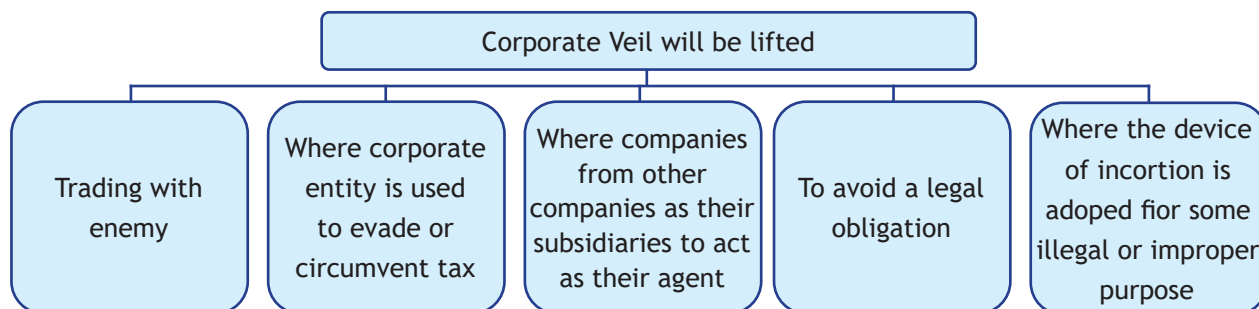 Corporate Veil will be lifted
Trading with
enemy
Where corporate
entity is used
to evade or
circumvent tax
Where companies
from other
companies as their
subsidiaries to act
as their agent
To avoid a legal
obligation
Where the device
of incortion is
adoped fior some
illegal or improper
purpose